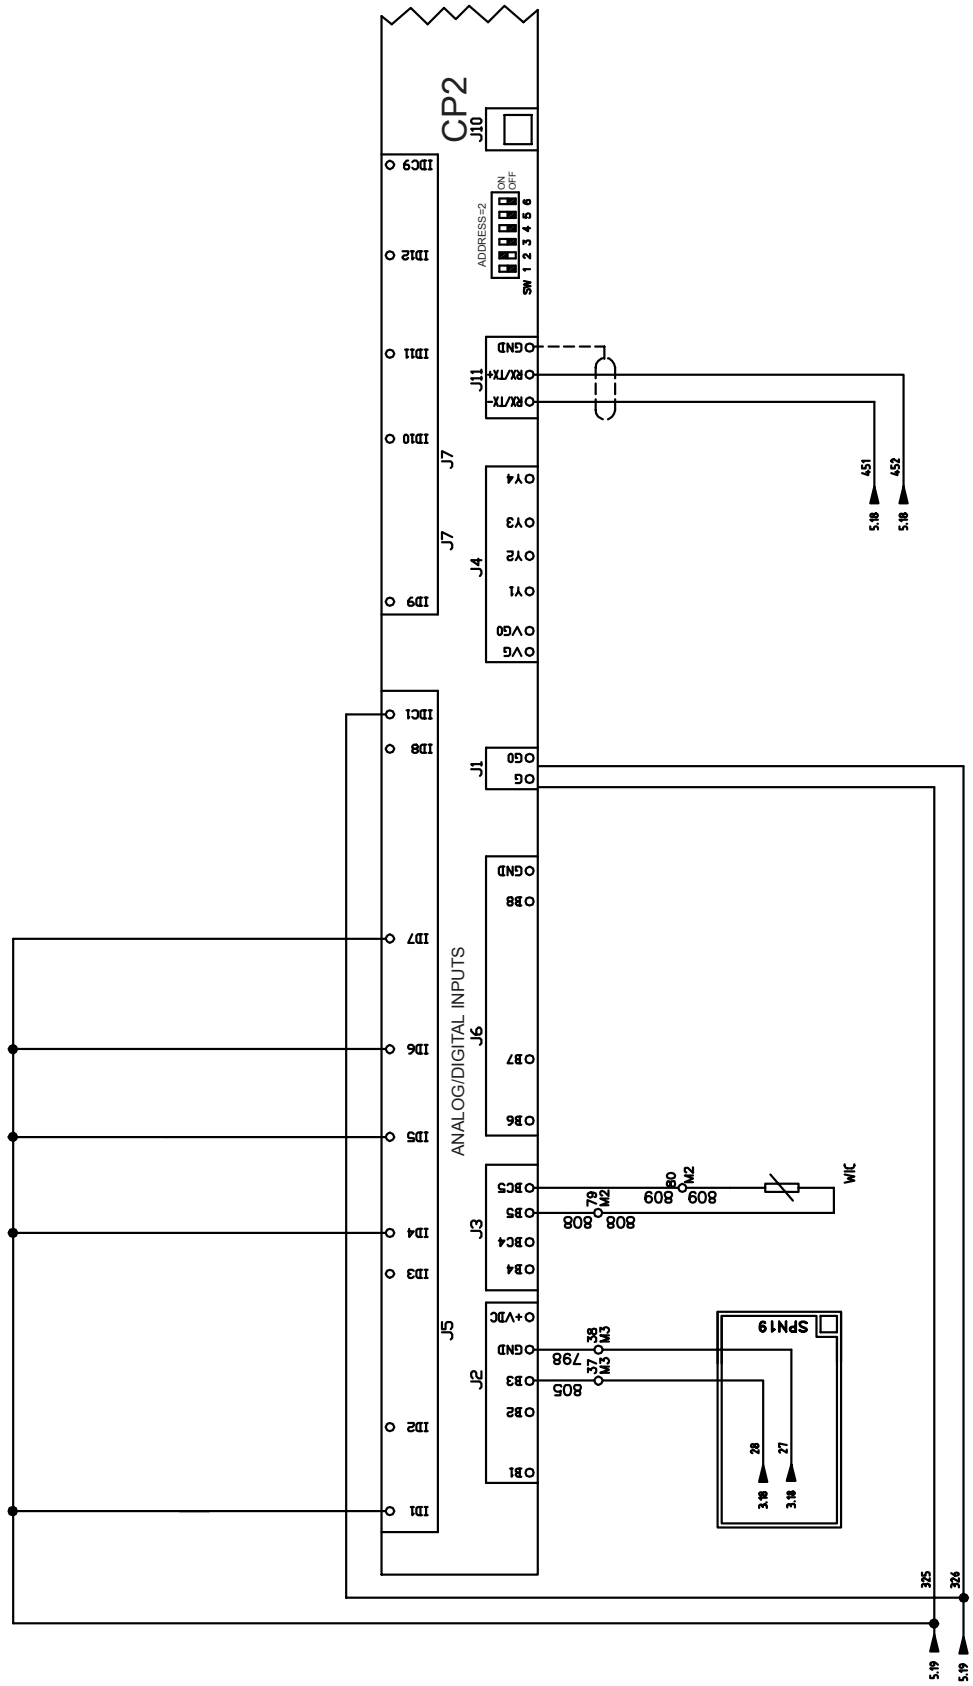 CP2
J10
IDC9
ID12
ID11
ID10
ID9
J7
J7
ADDRESS=2
ON
OFF
SW 1 2 3 4 5 6
J11
GND
RX/TX+
RX/TX-
451
452
5.18
5.18
J4
Y4
Y3
Y2
Y1
VG0
VG
IDC1
ID8
J1
G0
G
ID7
ID6
ID5
ID4
ID3
ID2
ID1
J5
ANALOG/DIGITAL INPUTS
J6
GND
B8
B7
B6
J3
BC5
B5
BC4
B4
809
80
M2
809
808
79
M2
808
WIC
J2
+VDC
GND
B3
B2
B1
798
38
M3
805
37
M3
SPN19
28
27
3.18
3.18
325
326
5.19
5.19